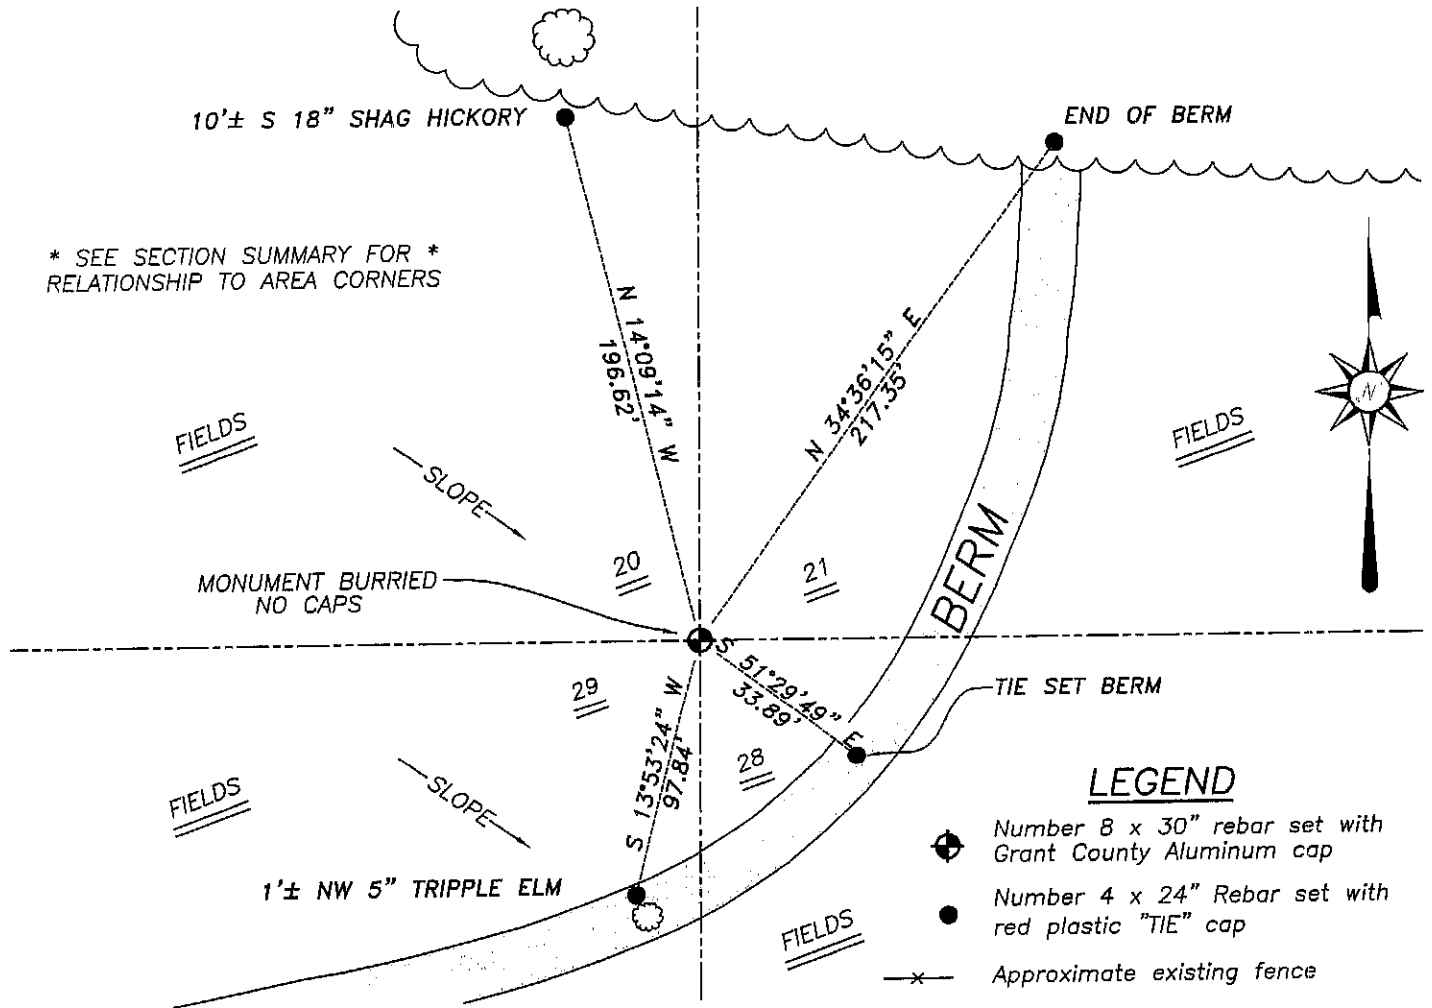 10'± S 18" SHAG HICKORY
END OF BERM
* SEE SECTION SUMMARY FOR *
RELATIONSHIP TO AREA CORNERS
N 14°09'14" W
196.62'
N 34°36'15" E
217.35'
N
FIELDS
FIELDS
SLOPE
BERM
20
21
MONUMENT BURRIED
NO CAPS
S 51°29'49" E
33.89'
TIE SET BERM
29
28
S 13°53'24" W
97.84'
FIELDS
SLOPE
1'± NW 5" TRIPPLE ELM
FIELDS
LEGEND
Number 8 x 30" rebar set with
Grant County Aluminum cap
Number 4 x 24" Rebar set with
red plastic "TIE" cap
Approximate existing fence